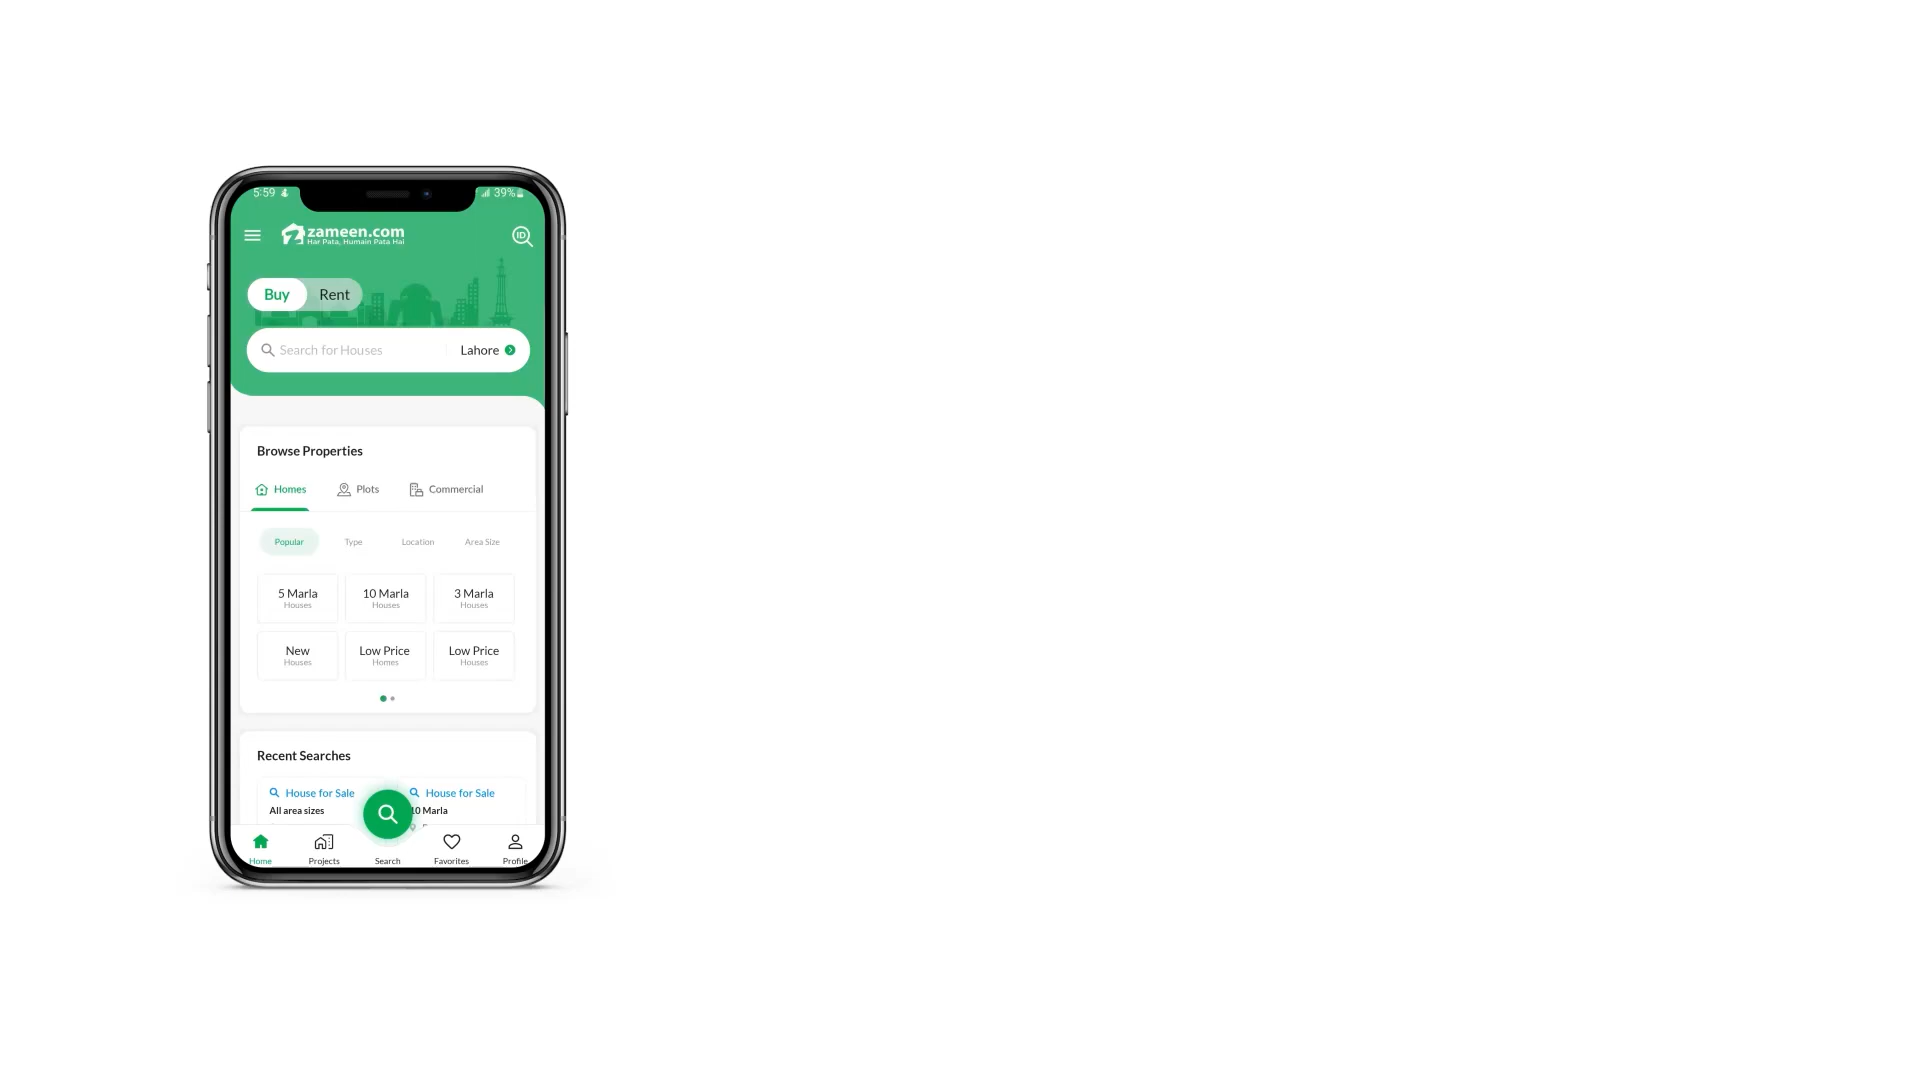 5:59
39%
zameen.com
Har Pata, Humain Pata Hai
ID
Buy Rent
Search for Houses Lahore
Browse Properties
Homes Plots Commercial
Popular Type Location Area Size
5 Marla 10 Marla 3 Marla
Houses Houses Houses
New Low Price Low Price
Houses Homes Houses
Recent Searches
House for Sale House for Sale
All area sizes 10 Marla
Home Projects Search Favorites Profile